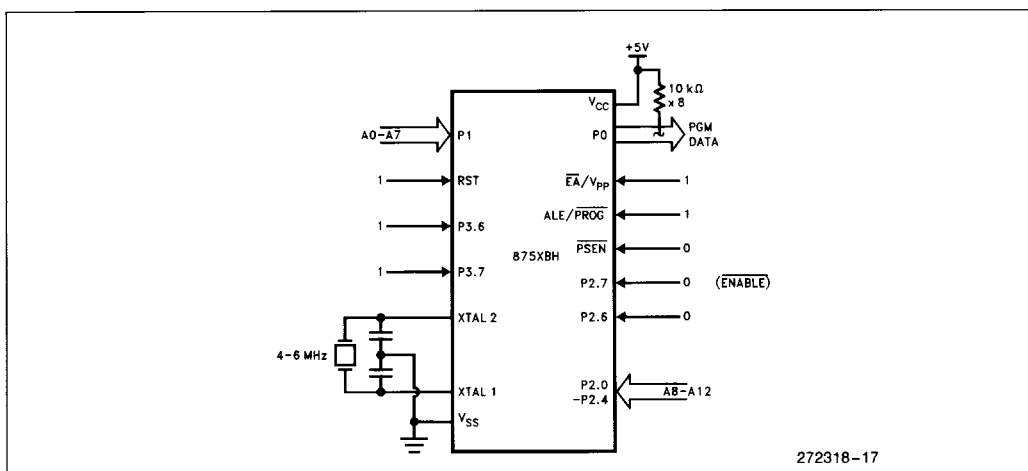 +5V
VCC
10 kΩ
x 8
A0-A7
P1
P0
PGM
DATA
1
RST
EA/VPP
1
ALE/PROG
1
1
P3.6
875XBH
PSEN
0
1
P3.7
P2.7
0
(ENABLE)
XTAL 2
P2.6
0
4-6 MHz
XTAL 1
P2.0
-P2.4
A8-A12
VSS
272318-17